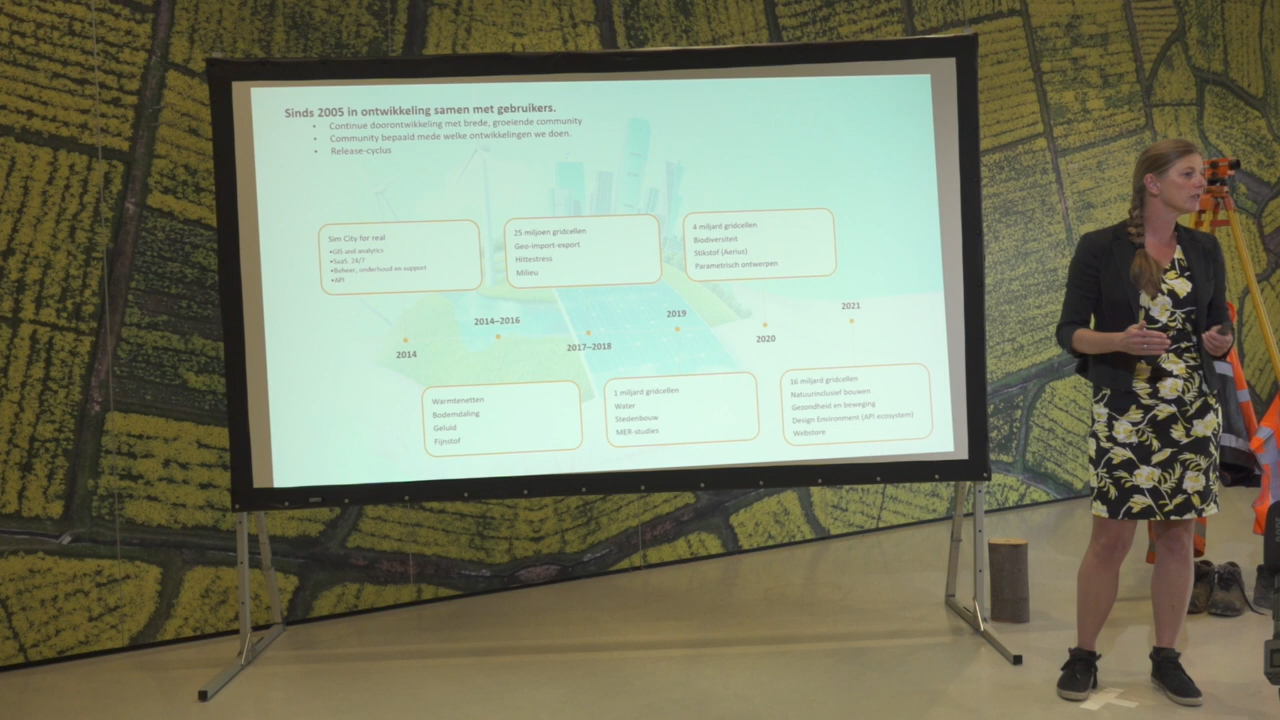 Sinds 2005 in ontwikkeling samen met gebruikers.
• Continue doorontwikkeling met brede, groeiende community
• Community bepaald mede welke ontwikkelingen we doen.
• Release-cyclus
Sim City for real
•GIS and analytics
•SaaS, 24/7
•Beheer, onderhoud en support
•API
25 miljoen gridcellen
Geo-import-export
Hittestress
Milieu
4 miljard gridcellen
Biodiversiteit
Stikstof (Aerius)
Parametrisch ontwerpen
2014
2014–2016
2017–2018
2019
2020
2021
Warmtenetten
Bodemdaling
Geluid
Fijnstof
1 miljard gridcellen
Water
Stedenbouw
MER-studies
16 miljard gridcellen
Natuurinclusief bouwen
Gezondheid en beweging
Design Environment (API ecosystem)
Webstore